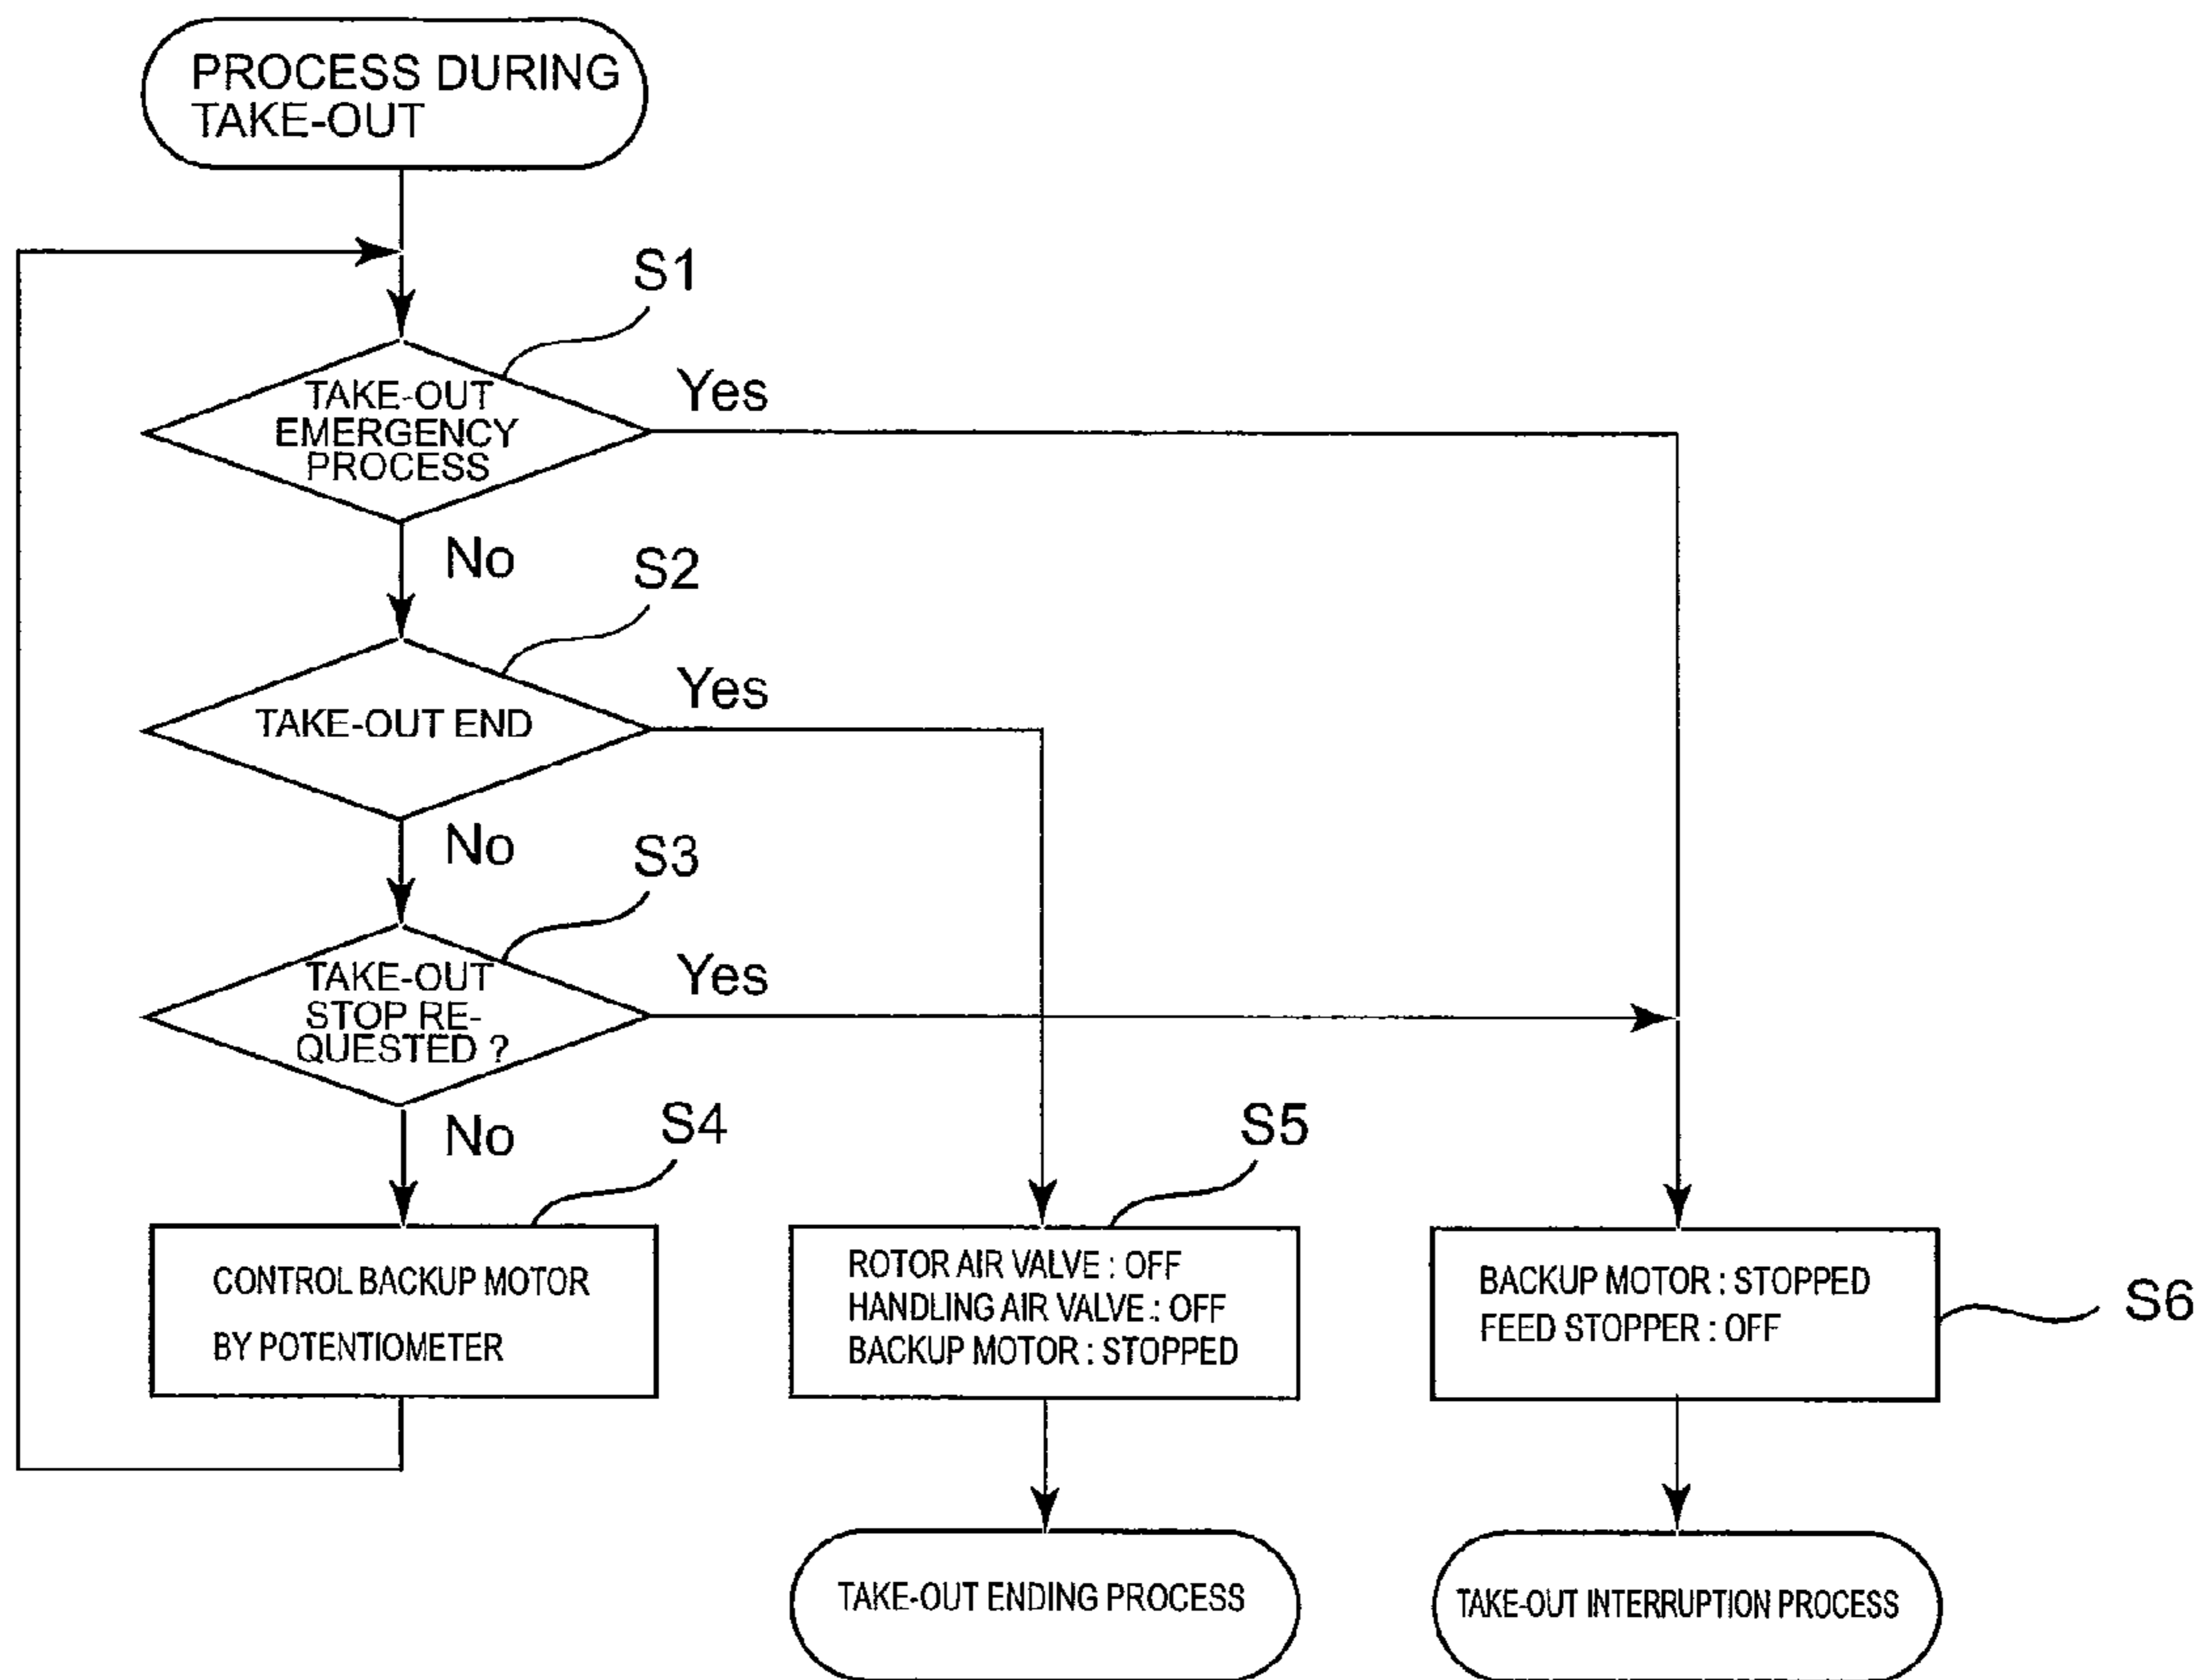 PROCESS DURING
TAKE-OUT
S1
TAKE-OUT
EMERGENCY
PROCESS
Yes
No
S2
TAKE-OUT END
Yes
No
S3
TAKE-OUT
STOP RE-
QUESTED ?
Yes
No
S4
CONTROL BACKUP MOTOR
BY POTENTIOMETER
S5
ROTOR AIR VALVE : OFF
HANDLING AIR VALVE : OFF
BACKUP MOTOR : STOPPED
BACKUP MOTOR : STOPPED
FEED STOPPER : OFF
S6
TAKE-OUT ENDING PROCESS
TAKE-OUT INTERRUPTION PROCESS